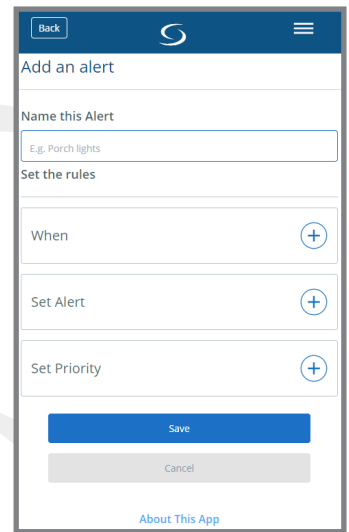 Back
Add an alert
Name this Alert
E.g. Porch lights
Set the rules
When
Set Alert
Set Priority
Save
Cancel
About This App